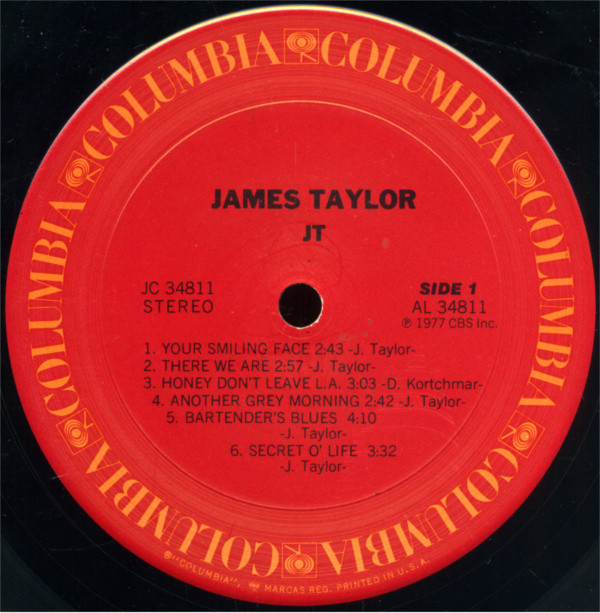 COLUMBIA COLUMBIA COLUMBIA COLUMBIA COLUMBIA COLUMBIA
JAMES TAYLOR
JT
JC 34811
STEREO
SIDE 1
AL 34811
℗ 1977 CBS Inc.
1. YOUR SMILING FACE 2:43 -J. Taylor-
2. THERE WE ARE 2:57 -J. Taylor-
3. HONEY DON'T LEAVE L.A. 3:03 -D. Kortchmar-
4. ANOTHER GREY MORNING 2:42 -J. Taylor-
5. BARTENDER'S BLUES 4:10
-J. Taylor-
6. SECRET O' LIFE 3:32
-J. Taylor-
®"COLUMBIA", MARCAS REG. PRINTED IN U.S.A.